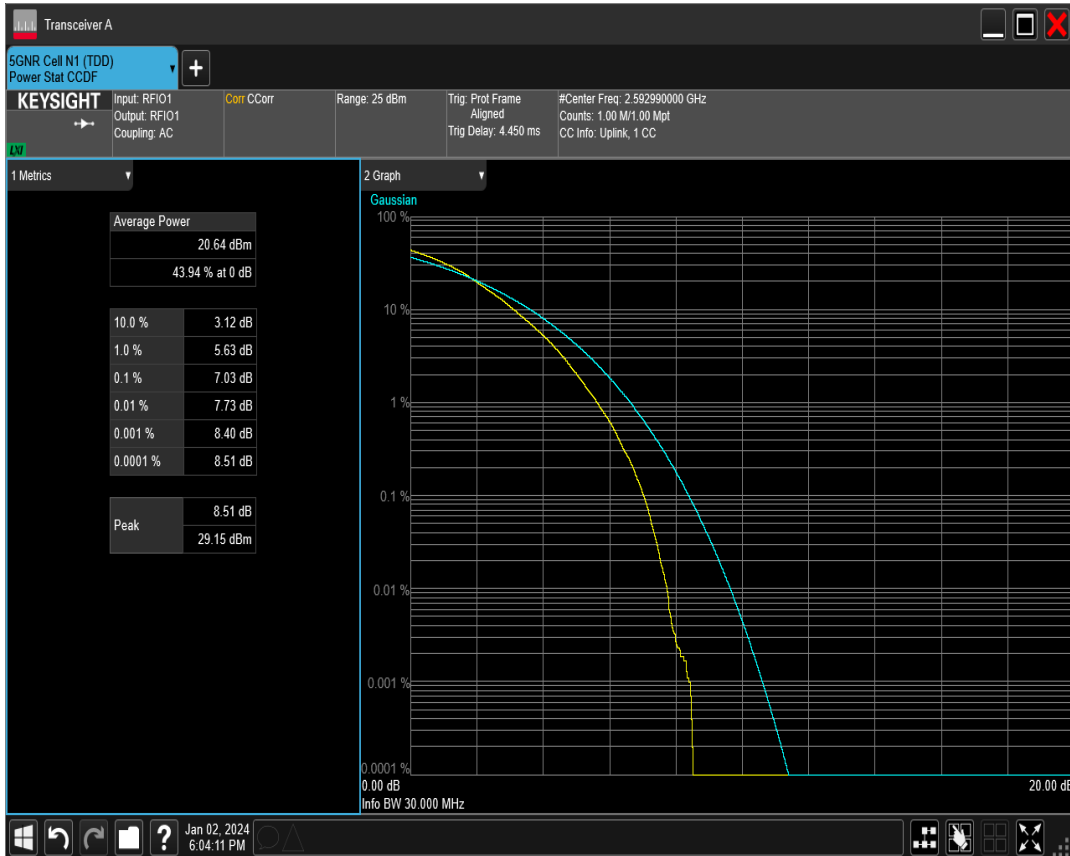 Transceiver A
5GNR Cell N1 (TDD)
Power Stat CCDF
+
KEYSIGHT
LXI
Input: RFIO1
Output: RFIO1
Coupling: AC
Corr CCorr
Range: 25 dBm
Trig: Prot Frame
Aligned
Trig Delay: 4.450 ms
#Center Freq: 2.592990000 GHz
Counts: 1.00 M/1.00 Mpt
CC Info: Uplink, 1 CC
1 Metrics
Average Power
20.64 dBm
43.94 % at 0 dB
10.0 % 3.12 dB
1.0 % 5.63 dB
0.1 % 7.03 dB
0.01 % 7.73 dB
0.001 % 8.40 dB
0.0001 % 8.51 dB
Peak 8.51 dB
29.15 dBm
2 Graph
Gaussian
100 %
10 %
1 %
0.1 %
0.01 %
0.001 %
0.0001 %
0.00 dB 20.00 dB
Info BW 30.000 MHz
?
Jan 02, 2024
6:04:11 PM